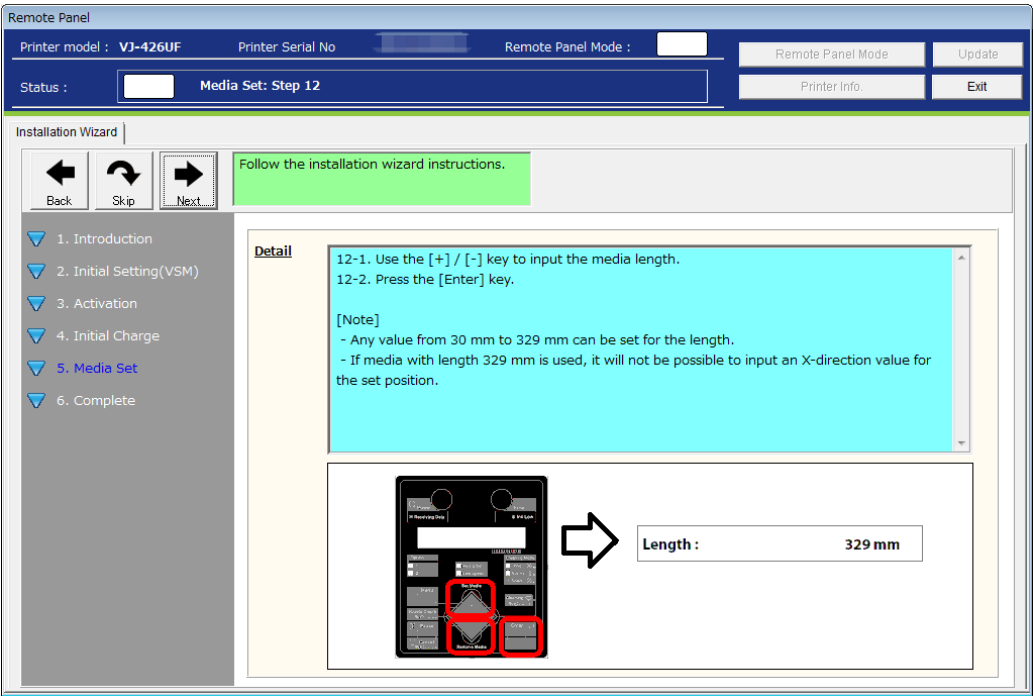 Remote Panel
Printer model : VJ-426UF Printer Serial No Remote Panel Mode :
Remote Panel Mode Update
Status : Media Set: Step 12
Printer Info. Exit
Installation Wizard
Back Skip Next
Follow the installation wizard instructions.
1. Introduction
2. Initial Setting(VSM)
3. Activation
4. Initial Charge
5. Media Set
6. Complete
Detail
12-1. Use the [+] / [-] key to input the media length.
12-2. Press the [Enter] key.
[Note]
- Any value from 30 mm to 329 mm can be set for the length.
- If media with length 329 mm is used, it will not be possible to input an X-direction value for
the set position.
Length : 329 mm